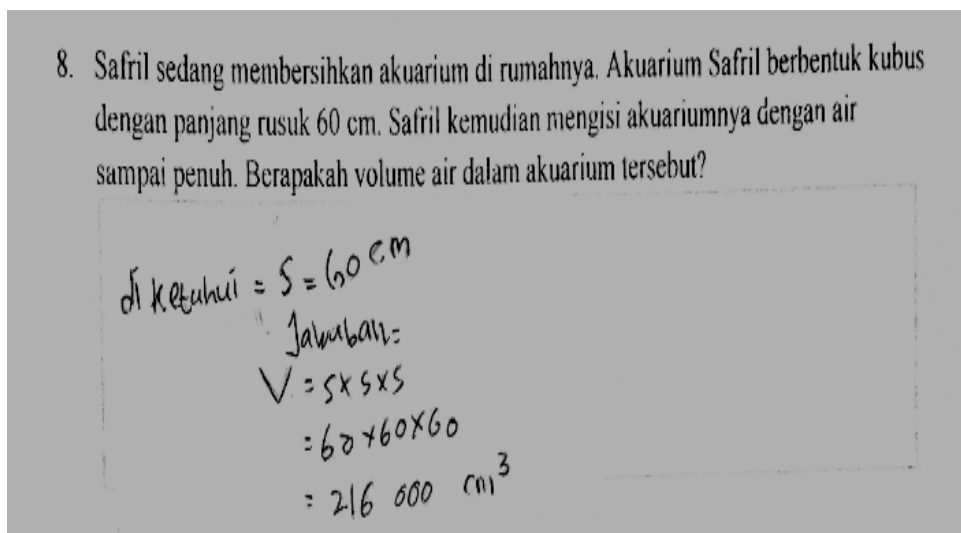 8. Safril sedang membersihkan akuarium di rumahnya. Akuarium Safril berbentuk kubus
dengan panjang rusuk 60 cm. Safril kemudian mengisi akuariumnya dengan air
sampai penuh. Berapakah volume air dalam akuarium tersebut?
diketuhui = S = 60 cm
Jawaban =
V = s x s x s
= 60 x 60 x 60
= 216 000 cm³